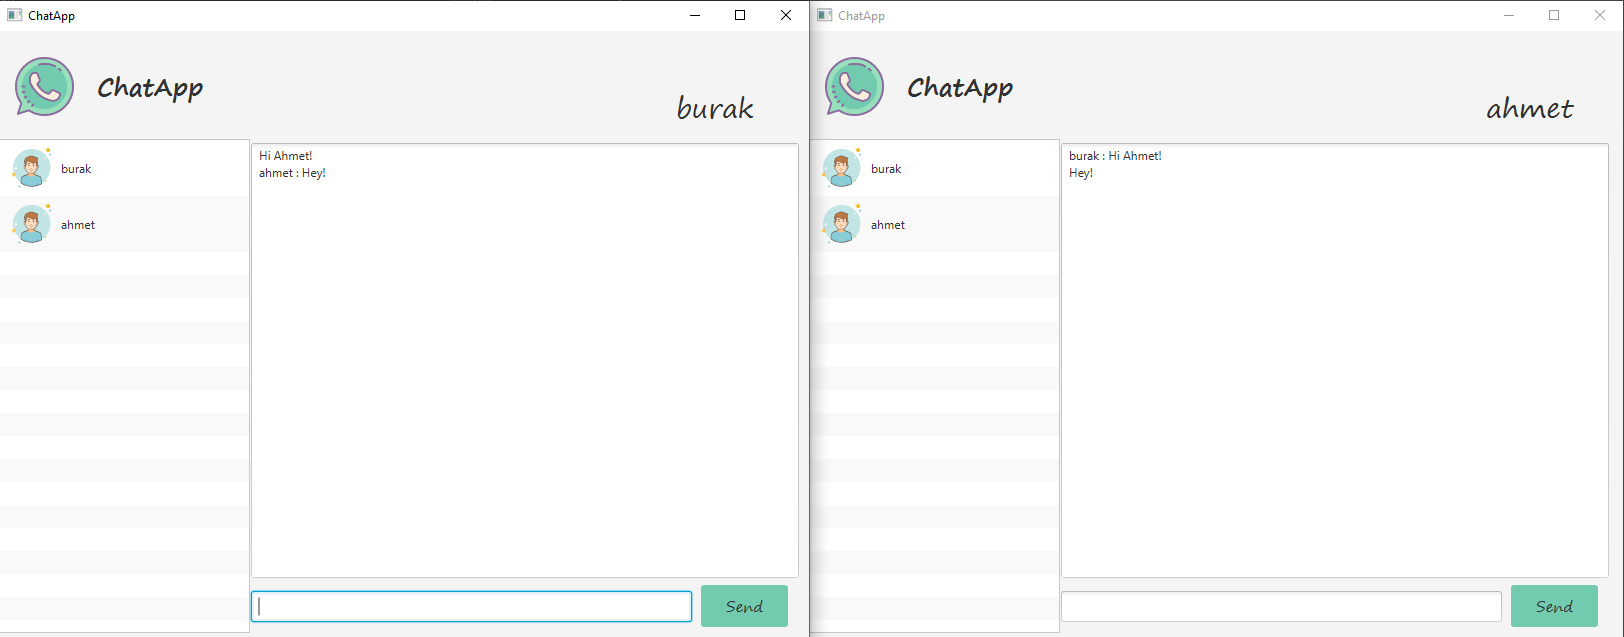 ChatApp
ChatApp
burak
burak
ahmet
Hi Ahmet!
ahmet : Hey!
Send
ChatApp
ChatApp
ahmet
burak
ahmet
burak : Hi Ahmet!
Hey!
Send